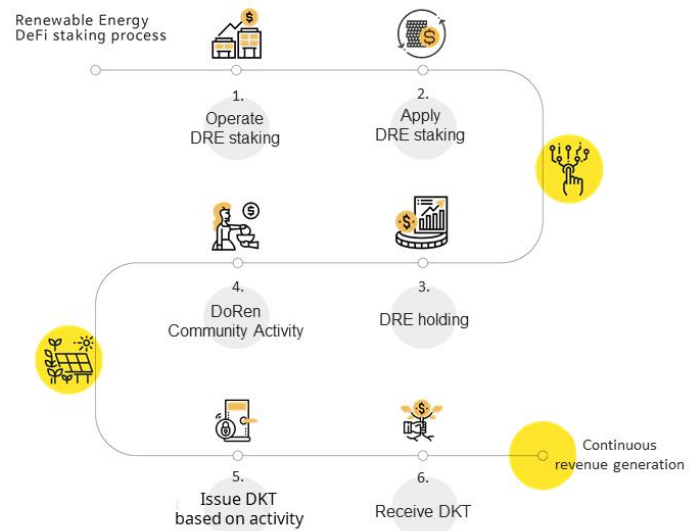 Renewable Energy
DeFi staking process
1.
Operate
DRE staking
2.
Apply
DRE staking
3.
DRE holding
4.
DoRen
Community Activity
5.
Issue DKT
based on activity
6.
Receive DKT
Continuous
revenue generation